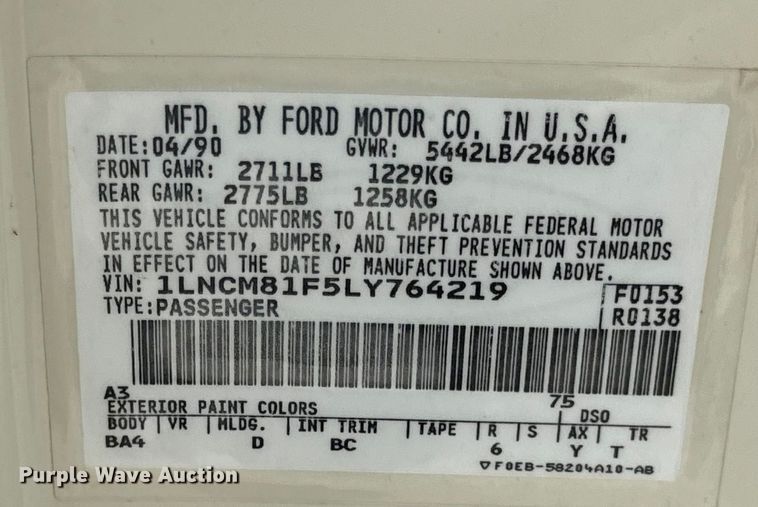 MFD. BY FORD MOTOR CO. IN U.S.A.
DATE: 04/90 GVWR: 5442LB/2468KG
FRONT GAWR: 2711LB 1229KG
REAR GAWR: 2775LB 1258KG
THIS VEHICLE CONFORMS TO ALL APPLICABLE FEDERAL MOTOR
VEHICLE SAFETY, BUMPER, AND THEFT PREVENTION STANDARDS
IN EFFECT ON THE DATE OF MANUFACTURE SHOWN ABOVE.
VIN: 1LNCM81F5LY764219 F0153
TYPE: PASSENGER R0138
A3 75
EXTERIOR PAINT COLORS DSO
BODY VR MLDG. INT TRIM TAPE R S AX TR
BA4 D BC 6 Y T
▽F0EB-58204A10-AB
Purple Wave Auction